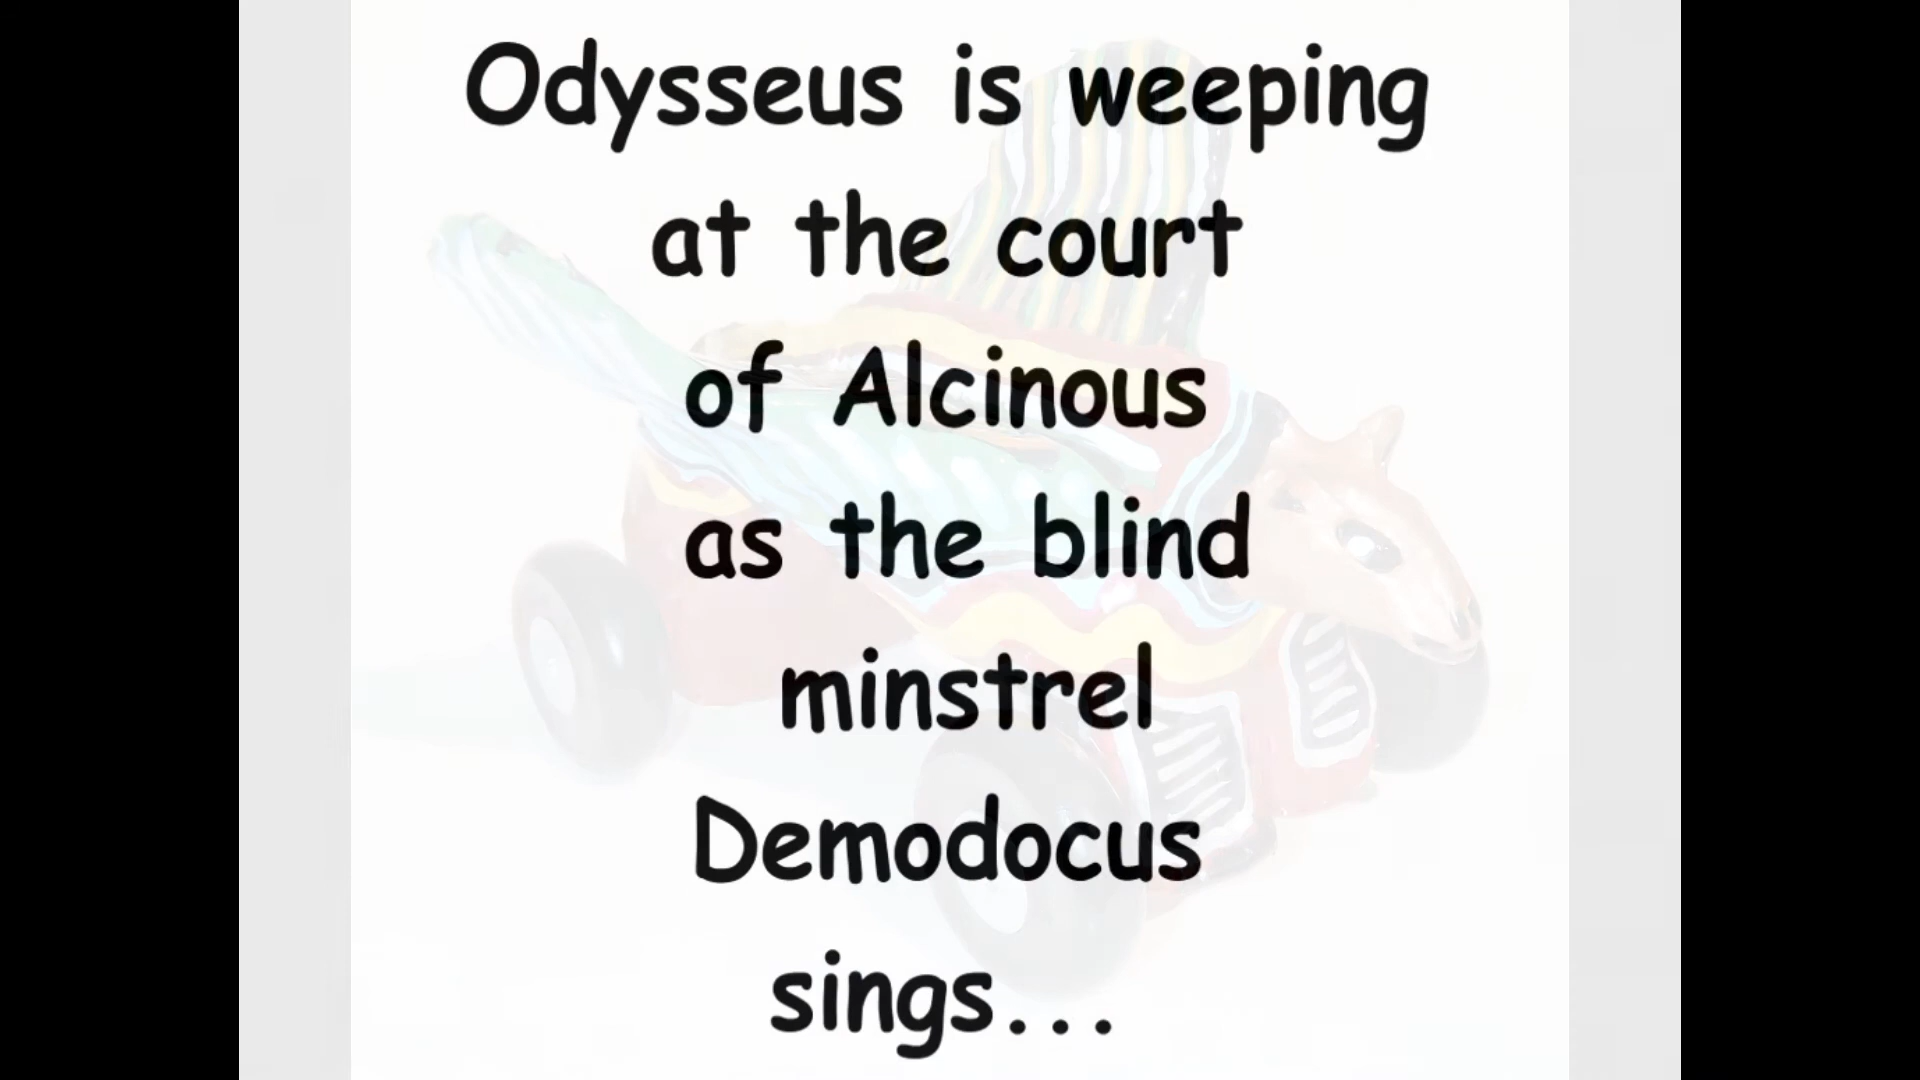 Odysseus is weeping
at the court
of Alcinous
as the blind
minstrel
Demodocus
sings...